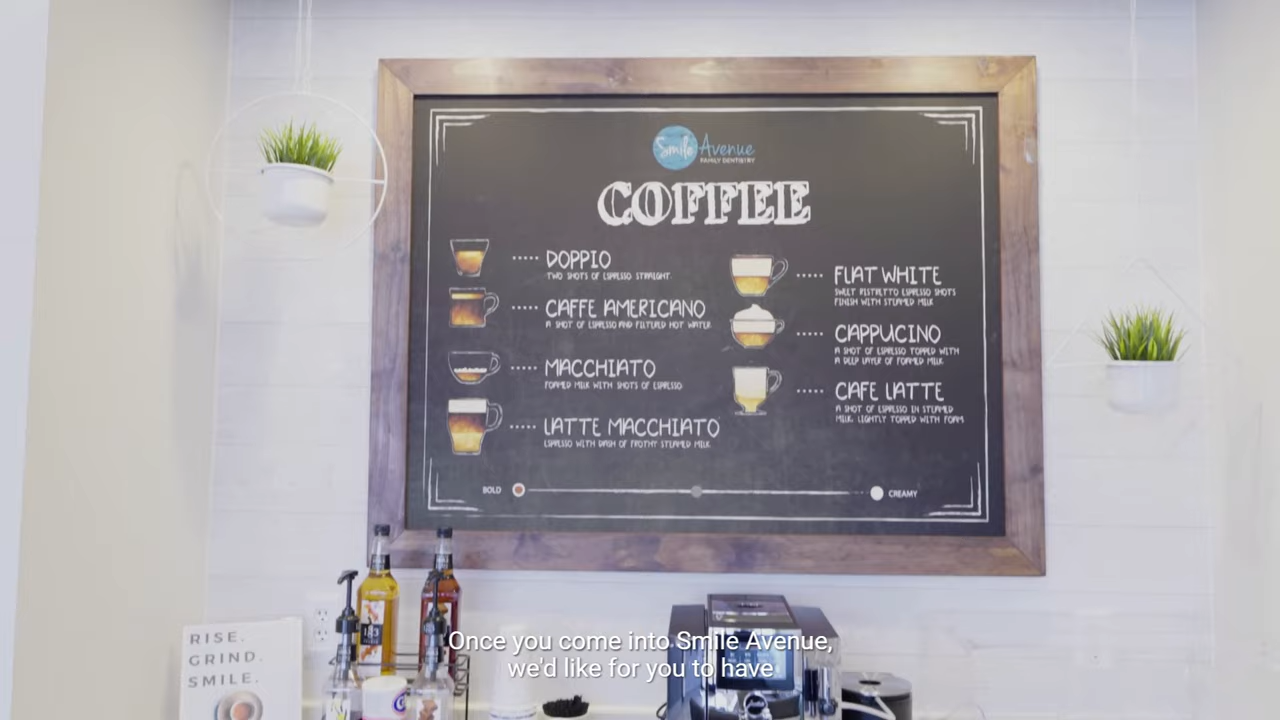 Smile Avenue
FAMILY DENTISTRY
COFFEE
DOPPIO
TWO SHOTS OF ESPRESSO STRAIGHT
CAFFE AMERICANO
A SHOT OF ESPRESSO AND FILTERED HOT WATER
MACCHIATO
FOAMED MILK WITH SHOTS OF ESPRESSO
LATTE MACCHIATO
ESPRESSO WITH DASH OF FROTHY STEAMED MILK
FLAT WHITE
SWEET RISTRETTO ESPRESSO SHOTS
FINISH WITH STEAMED MILK
CAPPUCINO
A SHOT OF ESPRESSO TOPPED WITH
A DEEP LAYER OF FOAMED MILK
CAFE LATTE
A SHOT OF ESPRESSO IN STEAMED
MILK, LIGHTLY TOPPED WITH FOAM
BOLD
CREAMY
RISE.
GRIND.
SMILE.
1883
Once you come into Smile Avenue,
we'd like for you to have